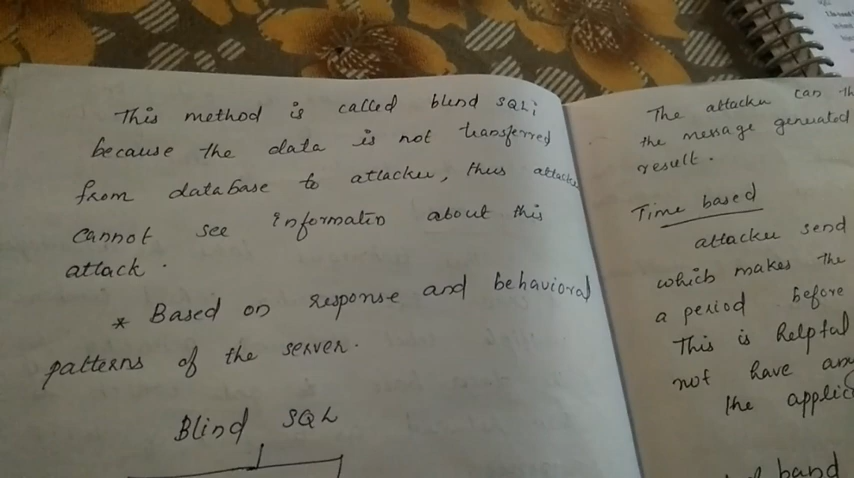 This method is called blind SQLi
because the data is not transferred
from database to attacker, thus attacker
cannot see informatin about this
attack.
* Based on response and behavioral
patterns of the server.
Blind SQL
The attacker can
the message generated
result.
Time based
attacker send
which makes the
a period before
This is helpful
not have any
the applic
band